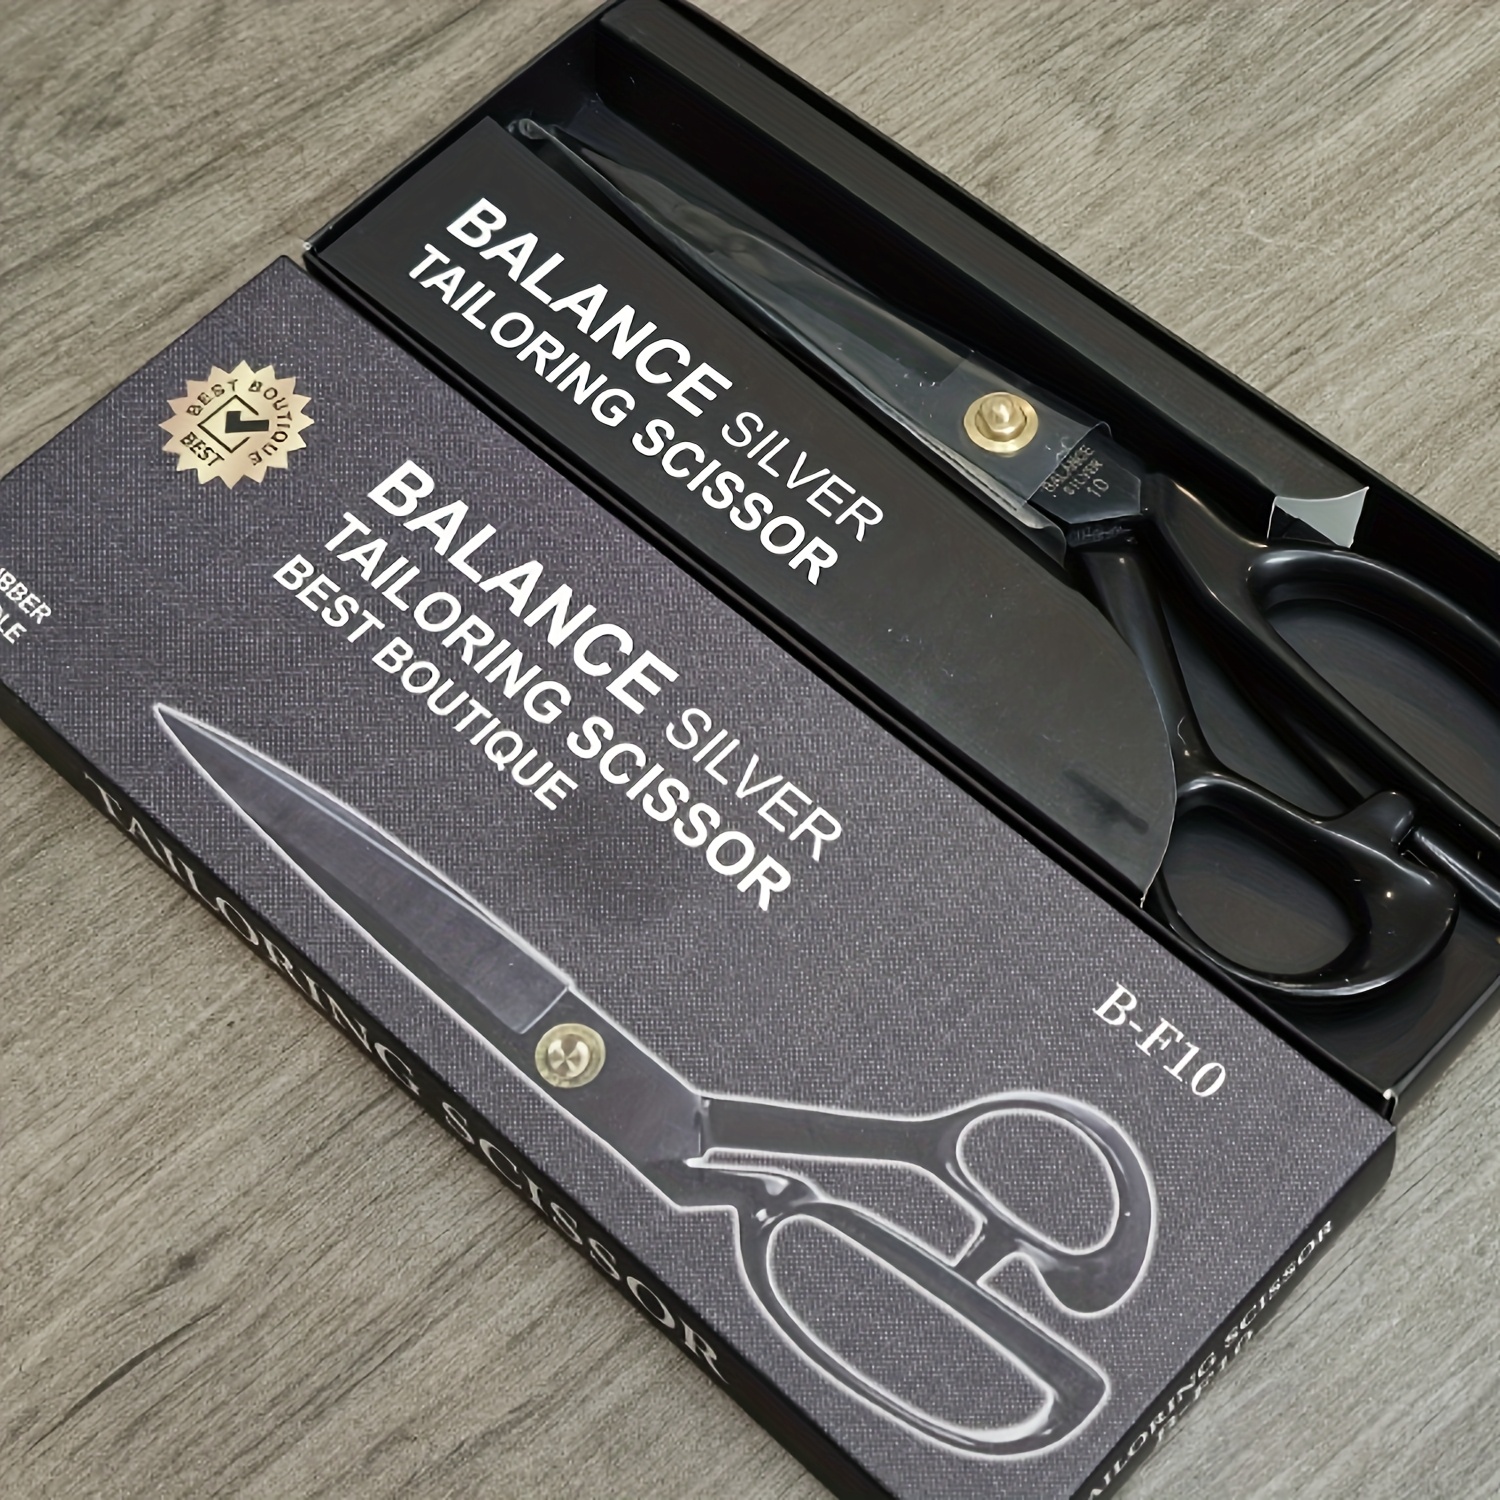 BALANCE SILVER
TAILORING SCISSOR
BALANCE
SILVER
10
BEST BOUTIQUE
BEST
BALANCE SILVER
TAILORING SCISSOR
BEST BOUTIQUE
B-F10
TAILORING SCISSOR
TAILORING SCISSOR
B-F10